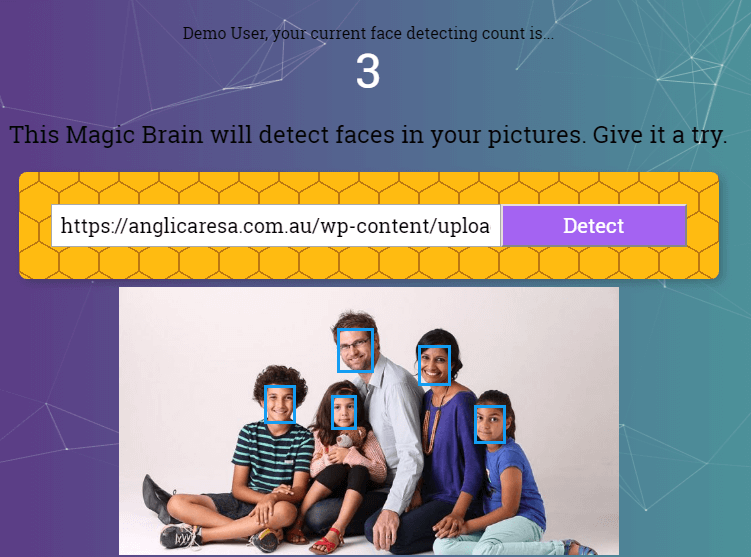 Demo User, your current face detecting count is...
3
This Magic Brain will detect faces in your pictures. Give it a try.
https://anglicaresa.com.au/wp-content/uploa
Detect